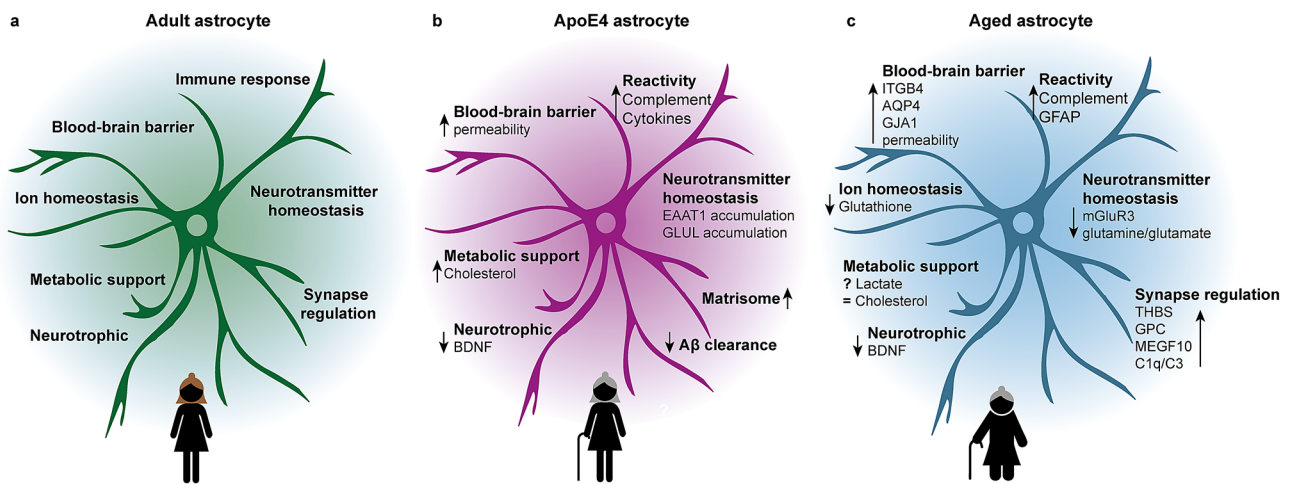 a
Adult astrocyte
Immune response
Blood-brain barrier
Ion homeostasis
Neurotransmitter
homeostasis
Metabolic support
Synapse
regulation
Neurotrophic
b
ApoE4 astrocyte
Reactivity
Complement
Cytokines
Blood-brain barrier
permeability
Neurotransmitter
homeostasis
EAAT1 accumulation
GLUL accumulation
Metabolic support
Cholesterol
Matrisome
Neurotrophic
BDNF
Aβ clearance
?
c
Aged astrocyte
Blood-brain barrier
ITGB4
AQP4
GJA1
permeability
Reactivity
Complement
GFAP
Ion homeostasis
Glutathione
Neurotransmitter
homeostasis
mGluR3
glutamine/glutamate
Metabolic support
? Lactate
= Cholesterol
Synapse regulation
THBS
GPC
MEGF10
C1q/C3
Neurotrophic
BDNF